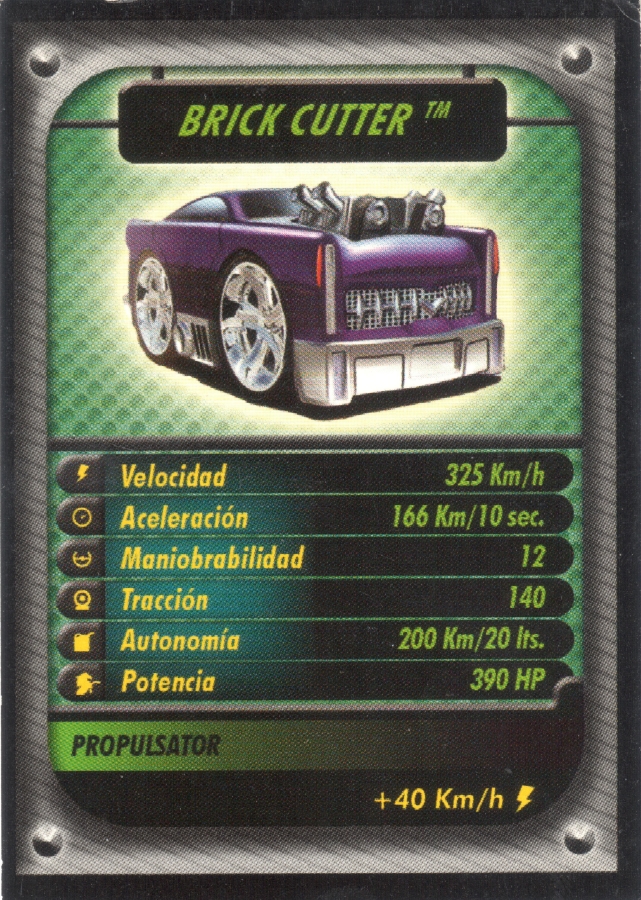 BRICK CUTTER ™
Velocidad 325 Km/h
Aceleración 166 Km/10 sec.
Maniobrabilidad 12
Tracción 140
Autonomía 200 Km/20 lts.
Potencia 390 HP
PROPULSATOR
+40 Km/h